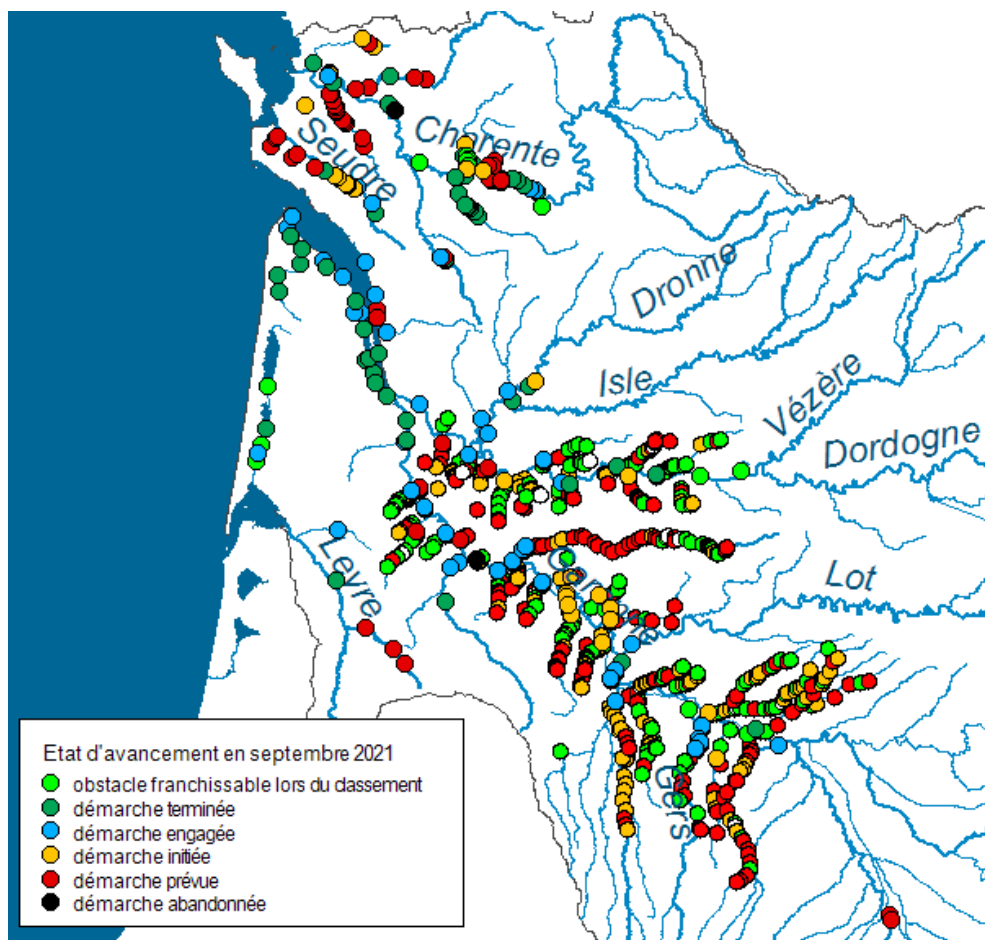 Charente
Seudre
Dronne
Isle
Vézère
Dordogne
Leyre
Garonne
Lot
Gers
Etat d'avancement en septembre 2021
obstacle franchissable lors du classement
démarche terminée
démarche engagée
démarche initiée
démarche prévue
démarche abandonnée